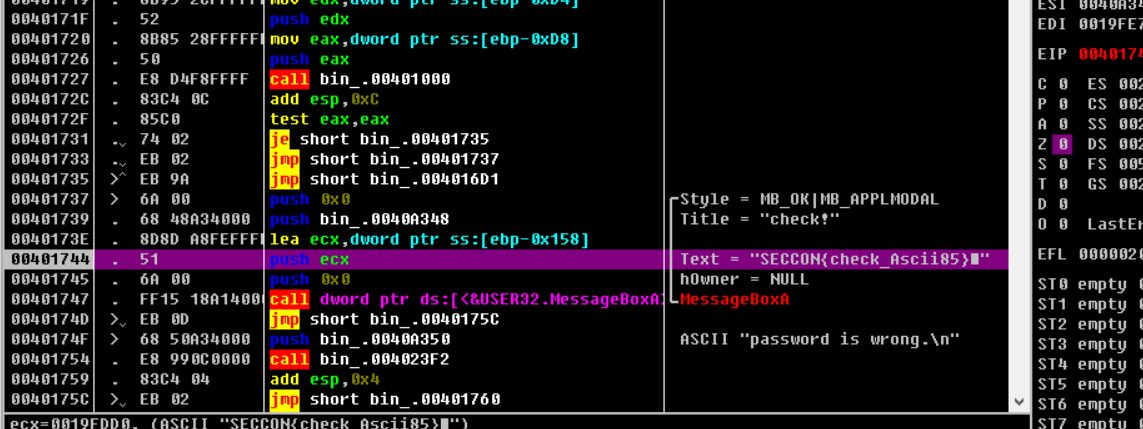 mov edx,dword ptr ss:[ebp-0xD4]
0040171F . 52 push edx
00401720 . 8B85 28FFFFFF mov eax,dword ptr ss:[ebp-0xD8]
00401726 . 50 push eax
00401727 . E8 D4F8FFFF call bin_.00401000
0040172C . 83C4 0C add esp,0xC
0040172F . 85C0 test eax,eax
00401731 .⌄ 74 02 je short bin_.00401735
00401733 .⌄ EB 02 jmp short bin_.00401737
00401735 >^ EB 9A jmp short bin_.004016D1
00401737 > 6A 00 push 0x0 Style = MB_OK|MB_APPLMODAL
00401739 . 68 48A34000 push bin_.0040A348 Title = "check!"
0040173E . 8D8D A8FEFFFF lea ecx,dword ptr ss:[ebp-0x158]
00401744 . 51 push ecx Text = "SECCON{check_Ascii85}"
00401745 . 6A 00 push 0x0 hOwner = NULL
00401747 . FF15 18A1400 call dword ptr ds:[<&USER32.MessageBoxA> MessageBoxA
0040174D >⌄ EB 0D jmp short bin_.0040175C
0040174F > 68 50A34000 push bin_.0040A350 ASCII "password is wrong.\n"
00401754 . E8 990C0000 call bin_.004023F2
00401759 . 83C4 04 add esp,0x4
0040175C >⌄ EB 02 jmp short bin_.00401760
ecx=0019FDD0, (ASCII "SECCON{check_Ascii85}")
ESI 0040A34
EDI 0019FE7
EIP 0040174
C 0 ES 002
P 0 CS 002
A 0 SS 002
Z 0 DS 002
S 0 FS 005
T 0 GS 002
D 0
O 0 LastEr
EFL 0000020
ST0 empty
ST1 empty
ST2 empty
ST3 empty
ST4 empty
ST5 empty
ST6 empty
ST7 empty